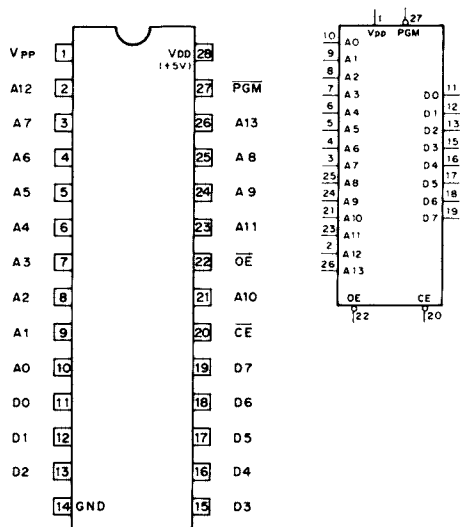 VPP 1 VDD 28
(+5V)
A12 2 27 PGM
A7 3 26 A13
A6 4 25 A8
A5 5 24 A9
A4 6 23 A11
A3 7 22 OE
A2 8 21 A10
A1 9 20 CE
A0 10 19 D7
D0 11 18 D6
D1 12 17 D5
D2 13 16 D4
14 GND 15 D3
1 27
Vpp PGM
10 A0
9 A1
8 A2
7 A3 D0 11
6 A4 D1 12
5 A5 D2 13
4 A6 D3 15
3 A7 D4 16
25 A8 D5 17
24 A9 D6 18
21 A10 D7 19
23 A11
2 A12
26 A13
OE CE
22 20